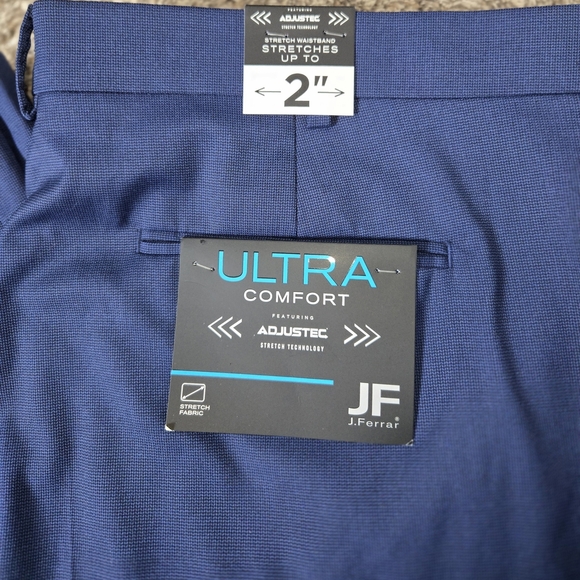 FEATURING
ADJUSTEC
STRETCH TECHNOLOGY
STRETCH WAISTBAND
STRETCHES
UP TO
2"
ULTRA
COMFORT
FEATURING
ADJUSTEC
STRETCH TECHNOLOGY
STRETCH
FABRIC
JF
J.Ferrar®